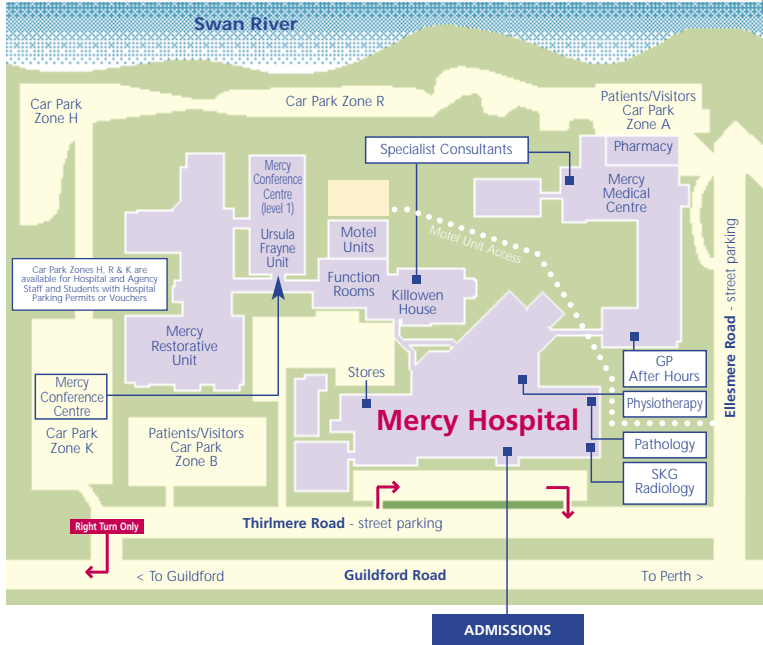 Swan River
Car Park
Zone H
Car Park Zone R
Patients/Visitors
Car Park
Zone A
Specialist Consultants
Pharmacy
Mercy
Conference
Centre
(level 1)
Ursula
Frayne
Unit
Mercy
Medical
Centre
Motel
Units
Motel Unit Access
Car Park Zones H, R & K are
available for Hospital and Agency
Staff and Students with Hospital
Parking Permits or Vouchers
Function
Rooms
Killowen
House
Ellesmere Road - street parking
Mercy
Restorative
Unit
Stores
GP
After Hours
Mercy
Conference
Centre
Physiotherapy
Mercy Hospital
Car Park
Zone K
Patients/Visitors
Car Park
Zone B
Pathology
SKG
Radiology
Right Turn Only
Thirlmere Road - street parking
< To Guildford
Guildford Road
To Perth >
ADMISSIONS